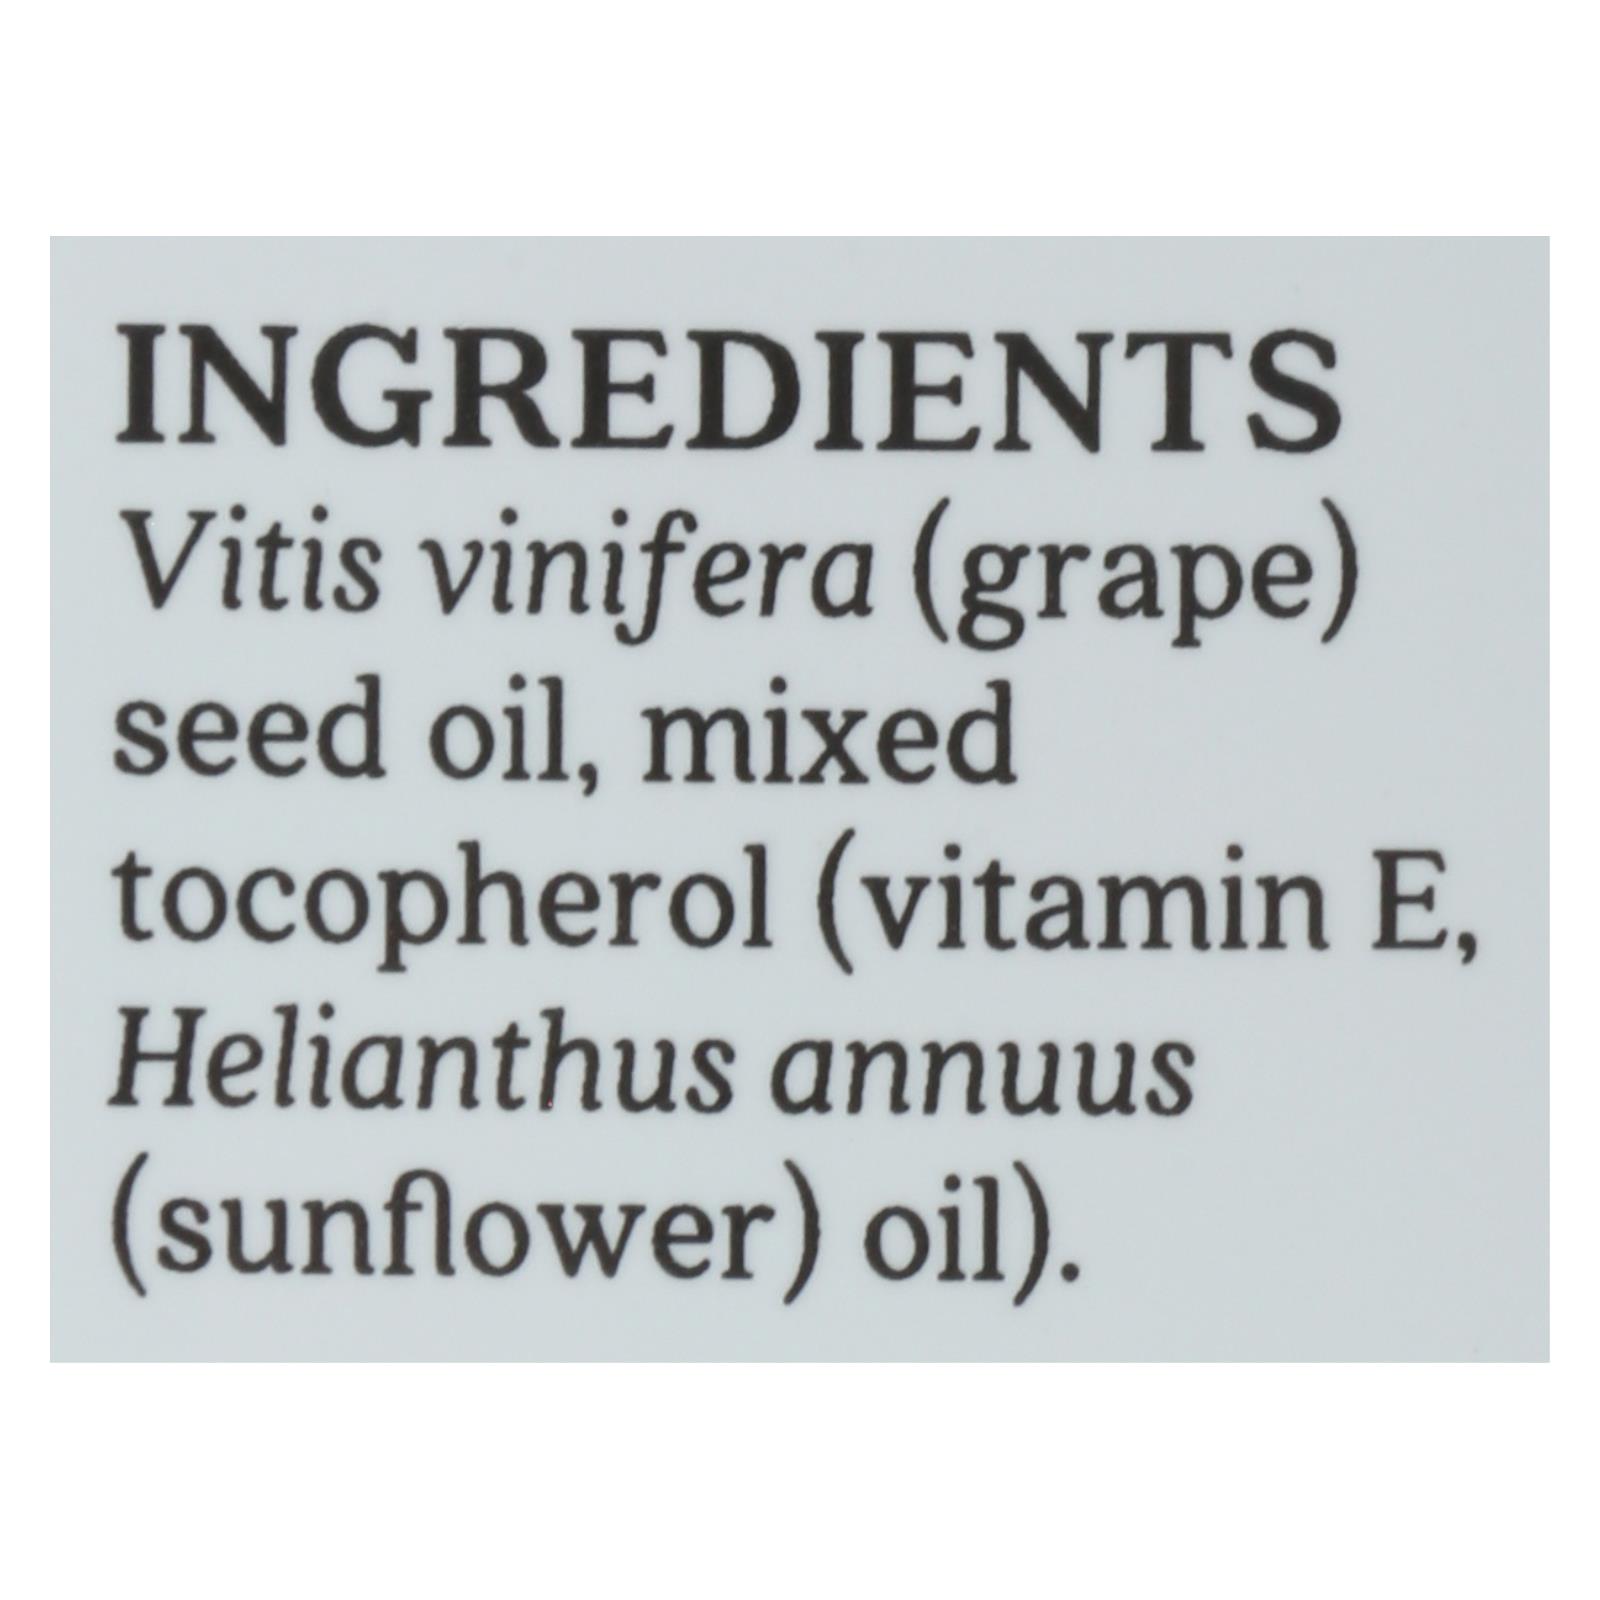 INGREDIENTS
Vitis vinifera (grape)
seed oil, mixed
tocopherol (vitamin E,
Helianthus annuus
(sunflower) oil).